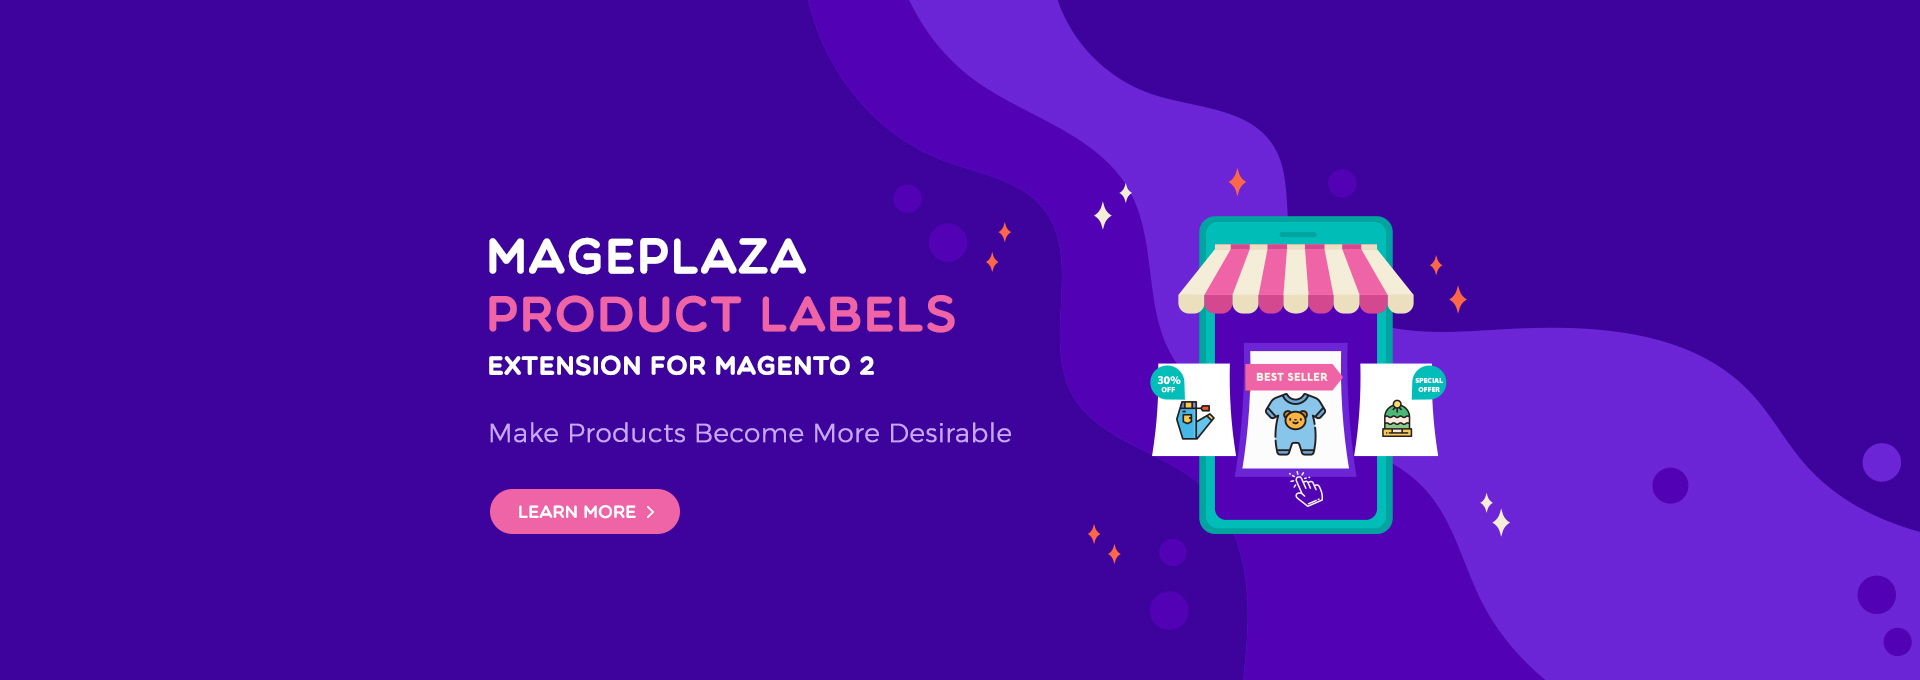 MAGEPLAZA
PRODUCT LABELS
EXTENSION FOR MAGENTO 2
Make Products Become More Desirable
LEARN MORE
30%
OFF
BEST SELLER
SPECIAL
OFFER